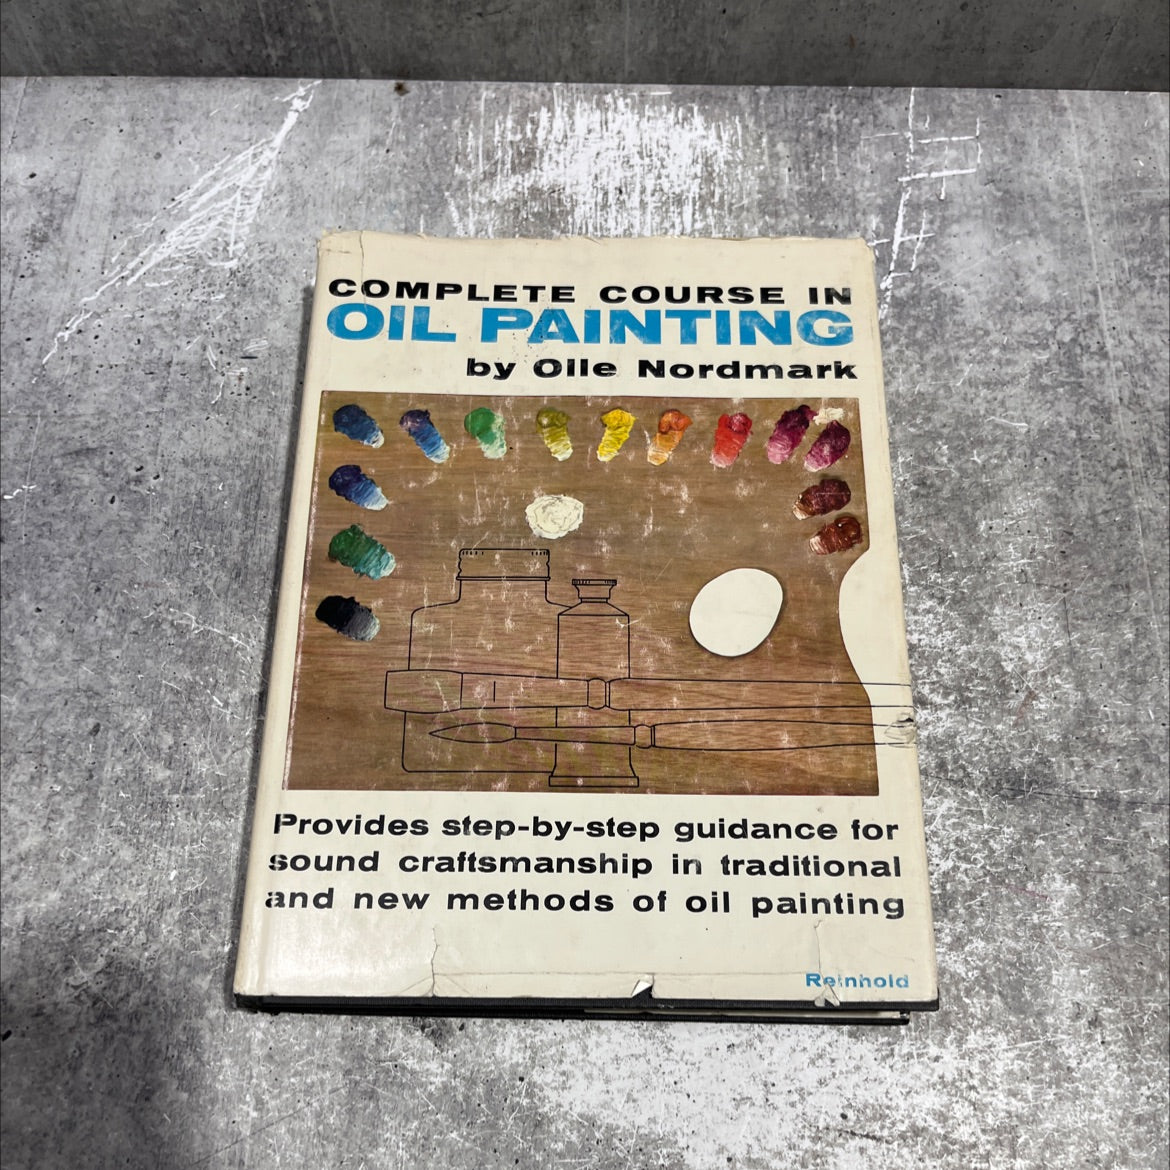 COMPLETE COURSE IN
OIL PAINTING
by Olle Nordmark
Provides step-by-step guidance for
sound craftsmanship in traditional
and new methods of oil painting
Reinhold